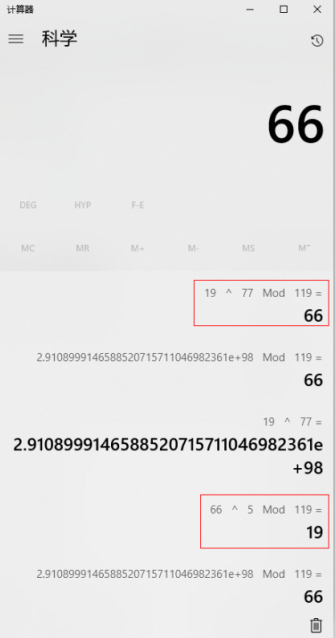 计算器
科学
66
DEG HYP F-E
MC MR M+ M- MS M˅
19 ^ 77 Mod 119 =
66
2.9108999146588520715711046982361e+98 Mod 119 =
66
19 ^ 77 =
2.9108999146588520715711046982361e
+98
66 ^ 5 Mod 119 =
19
2.9108999146588520715711046982361e+98 Mod 119 =
66